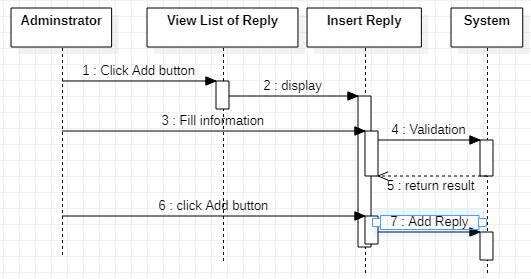 Adminstrator
View List of Reply
Insert Reply
System
1 : Click Add button
2 : display
3 : Fill information
4 : Validation
5 : return result
6 : click Add button
7 : Add Reply